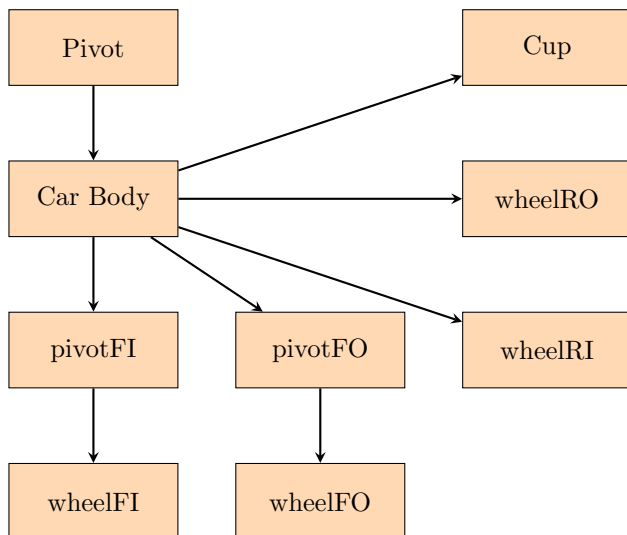 Pivot
Cup
Car Body
wheelRO
pivotFI
pivotFO
wheelRI
wheelFI
wheelFO